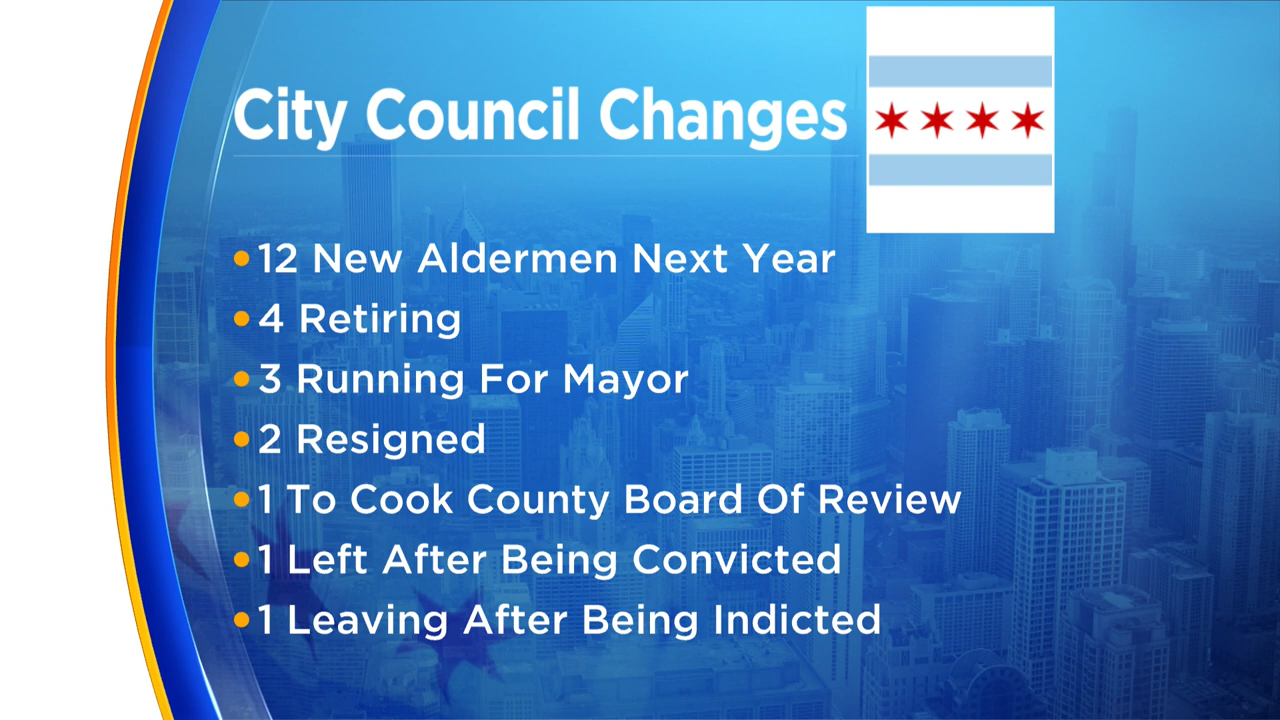 City Council Changes
12 New Aldermen Next Year
4 Retiring
3 Running For Mayor
2 Resigned
1 To Cook County Board Of Review
1 Left After Being Convicted
1 Leaving After Being Indicted